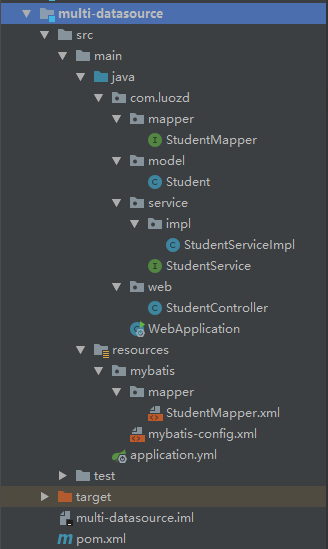 multi-datasource
src
main
java
com.luozd
mapper
StudentMapper
model
Student
service
impl
StudentServiceImpl
StudentService
web
StudentController
WebApplication
resources
mybatis
mapper
StudentMapper.xml
mybatis-config.xml
application.yml
test
target
multi-datasource.iml
pom.xml